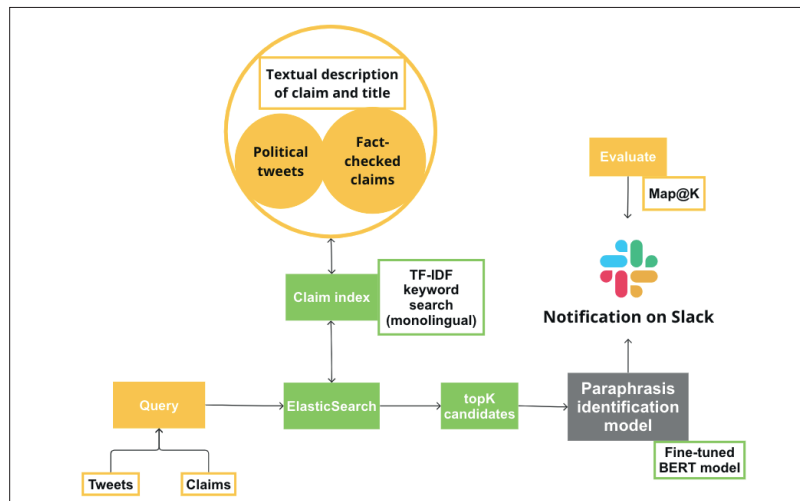 Textual description
of claim and title
Political
tweets
Fact-
checked
claims
Evaluate
Map@K
Claim index
TF-IDF
keyword
search
(monolingual)
Notification on Slack
Query
ElasticSearch
topK
candidates
Paraphrasis
identification
model
Fine-tuned
BERT model
Tweets
Claims